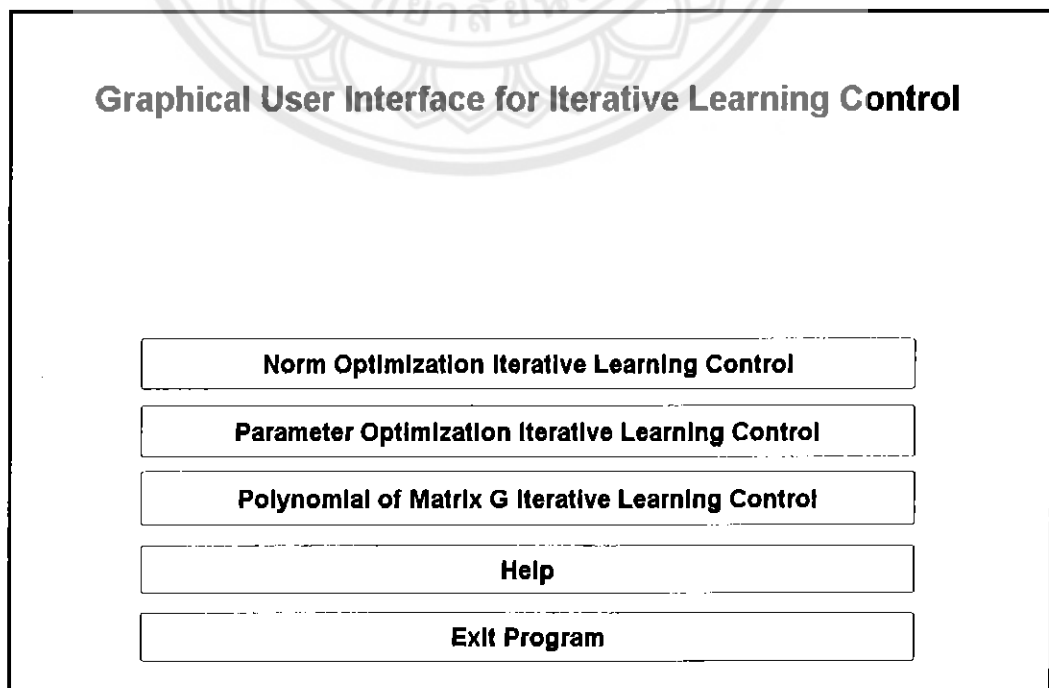 Graphical User Interface for Iterative Learning Control
Norm Optimization Iterative Learning Control
Parameter Optimization Iterative Learning Control
Polynomial of Matrix G Iterative Learning Control
Help
Exit Program